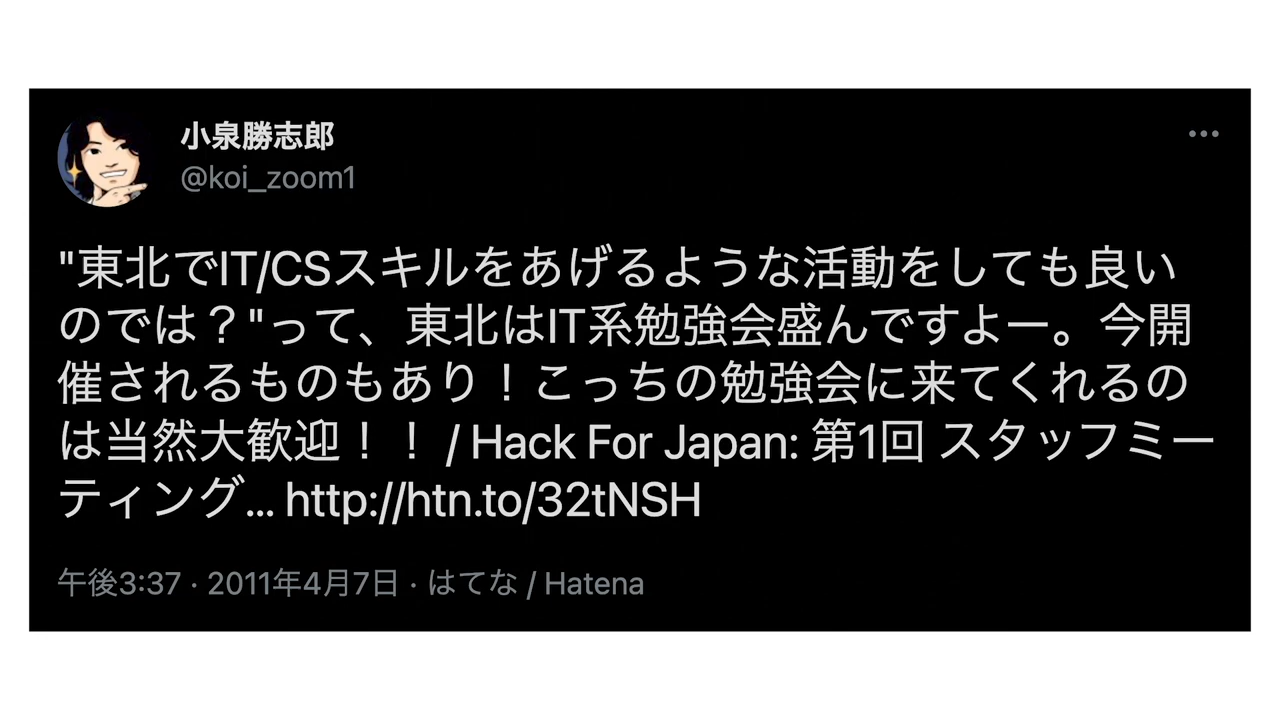 小泉勝志郎
@koi_zoom1
"東北でIT/CSスキルをあげるような活動をしても良い
のでは？"って、東北はIT系勉強会盛んですよー。今開
催されるものもあり！こっちの勉強会に来てくれるの
は当然大歓迎！！ / Hack For Japan: 第1回 スタッフミー
ティング... http://htn.to/32tNSH
午後3:37 · 2011年4月7日 · はてな / Hatena